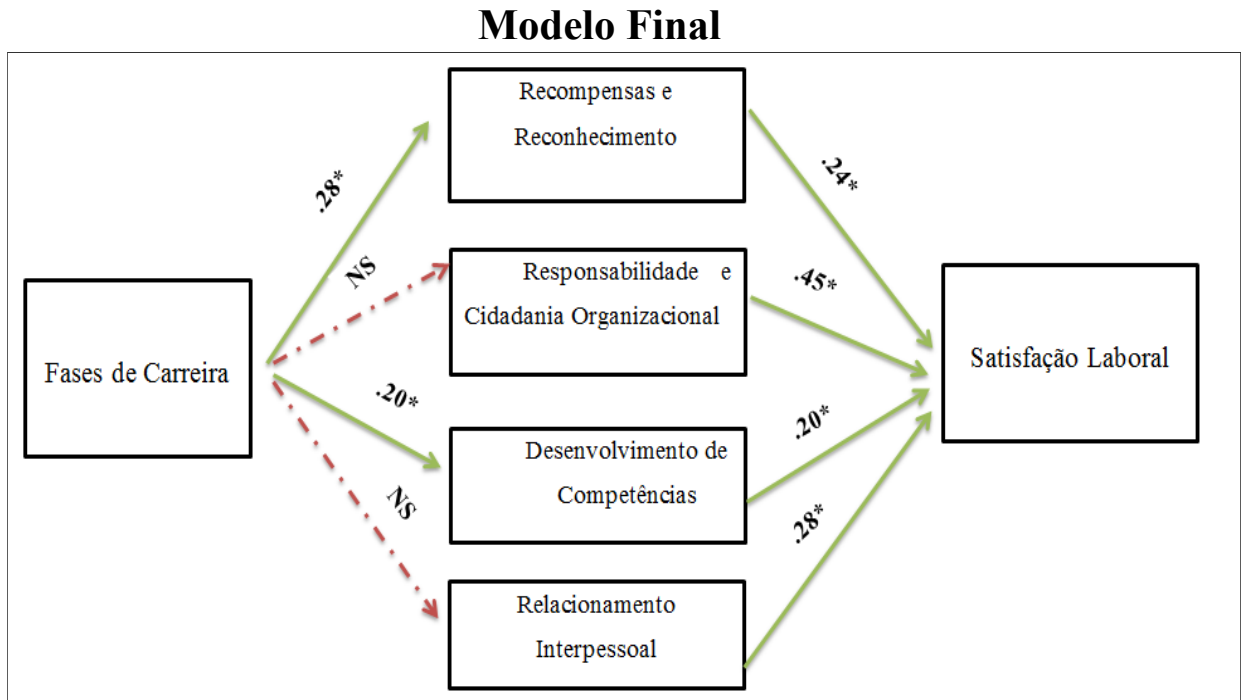 Modelo Final
Recompensas e
Reconhecimento
.28*
.24*
NS
Responsabilidade e
Cidadania Organizacional
.45*
Fases de Carreira
Satisfação Laboral
.20*
Desenvolvimento de
Competências
.20*
NS
.28*
Relacionamento
Interpessoal